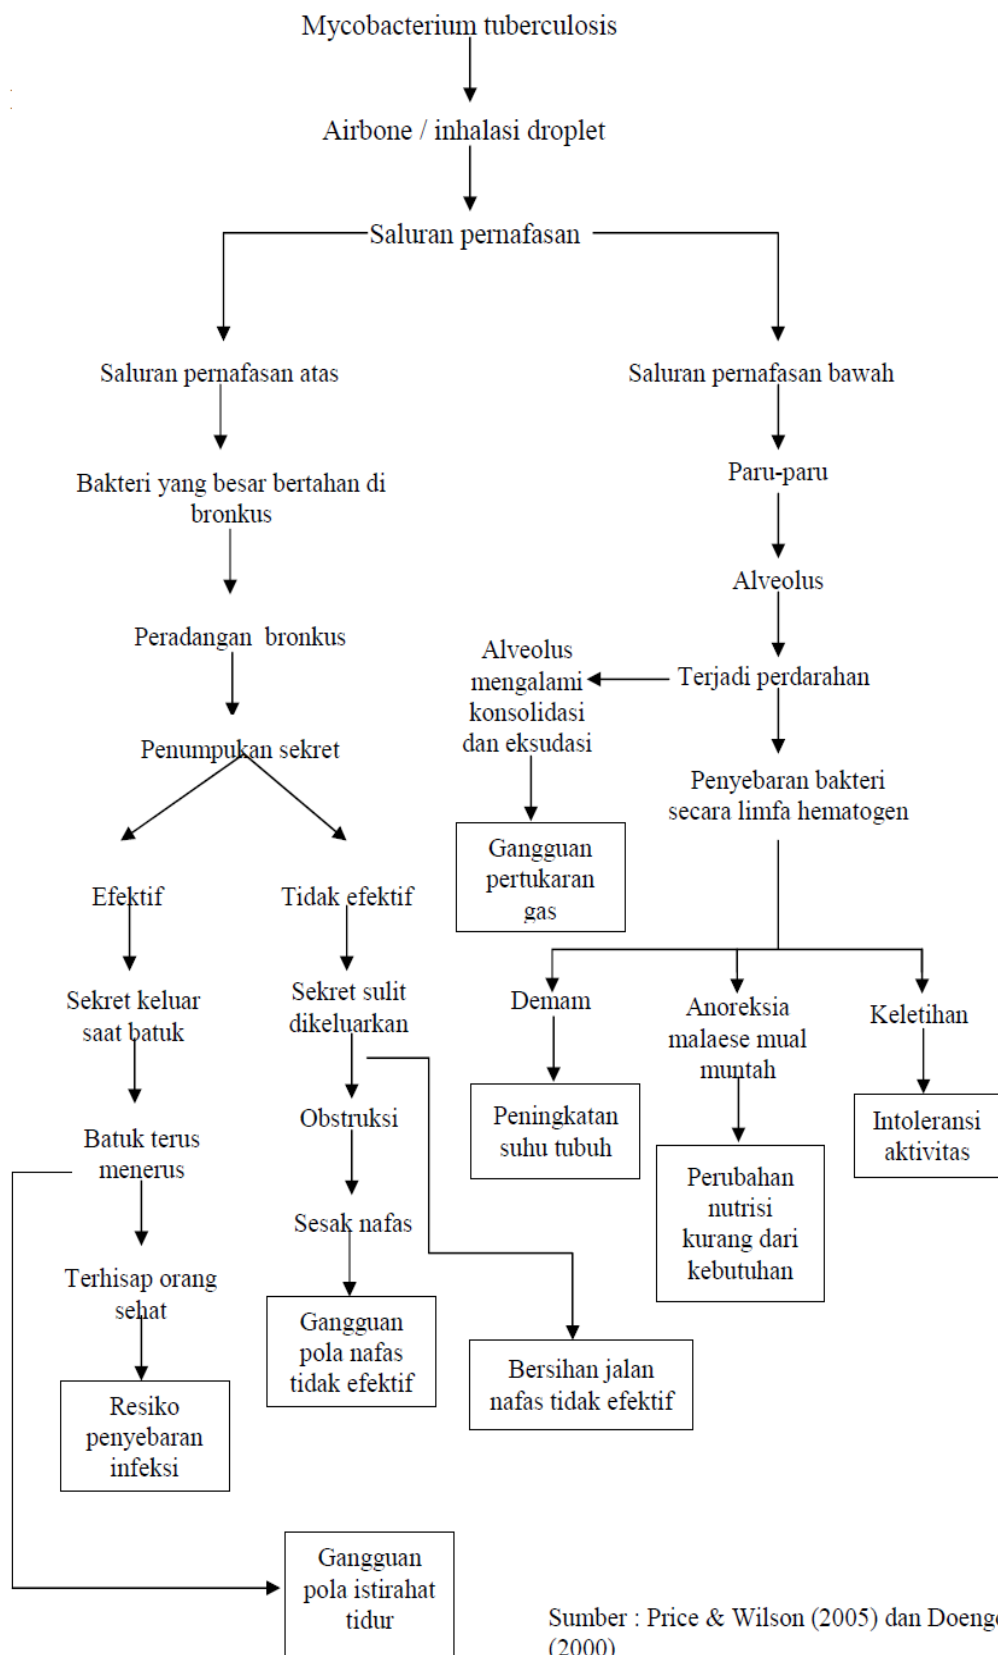 Mycobacterium tuberculosis
Airbone / inhalasi droplet
Saluran pernafasan
Saluran pernafasan atas
Saluran pernafasan bawah
Bakteri yang besar bertahan di
bronkus
Paru-paru
Alveolus
Peradangan bronkus
Alveolus
mengalami
konsolidasi
dan eksudasi
Terjadi perdarahan
Penumpukan sekret
Penyebaran bakteri
secara limfa hematogen
Gangguan
pertukaran
gas
Efektif
Tidak efektif
Sekret keluar
saat batuk
Sekret sulit
dikeluarkan
Demam
Anoreksia
malaese mual
muntah
Keletihan
Batuk terus
menerus
Obstruksi
Peningkatan
suhu tubuh
Intoleransi
aktivitas
Perubahan
nutrisi
kurang dari
kebutuhan
Sesak nafas
Terhisap orang
sehat
Gangguan
pola nafas
tidak efektif
Bersihan jalan
nafas tidak efektif
Resiko
penyebaran
infeksi
Gangguan
pola istirahat
tidur
Sumber : Price & Wilson (2005) dan Doenge
(2000)